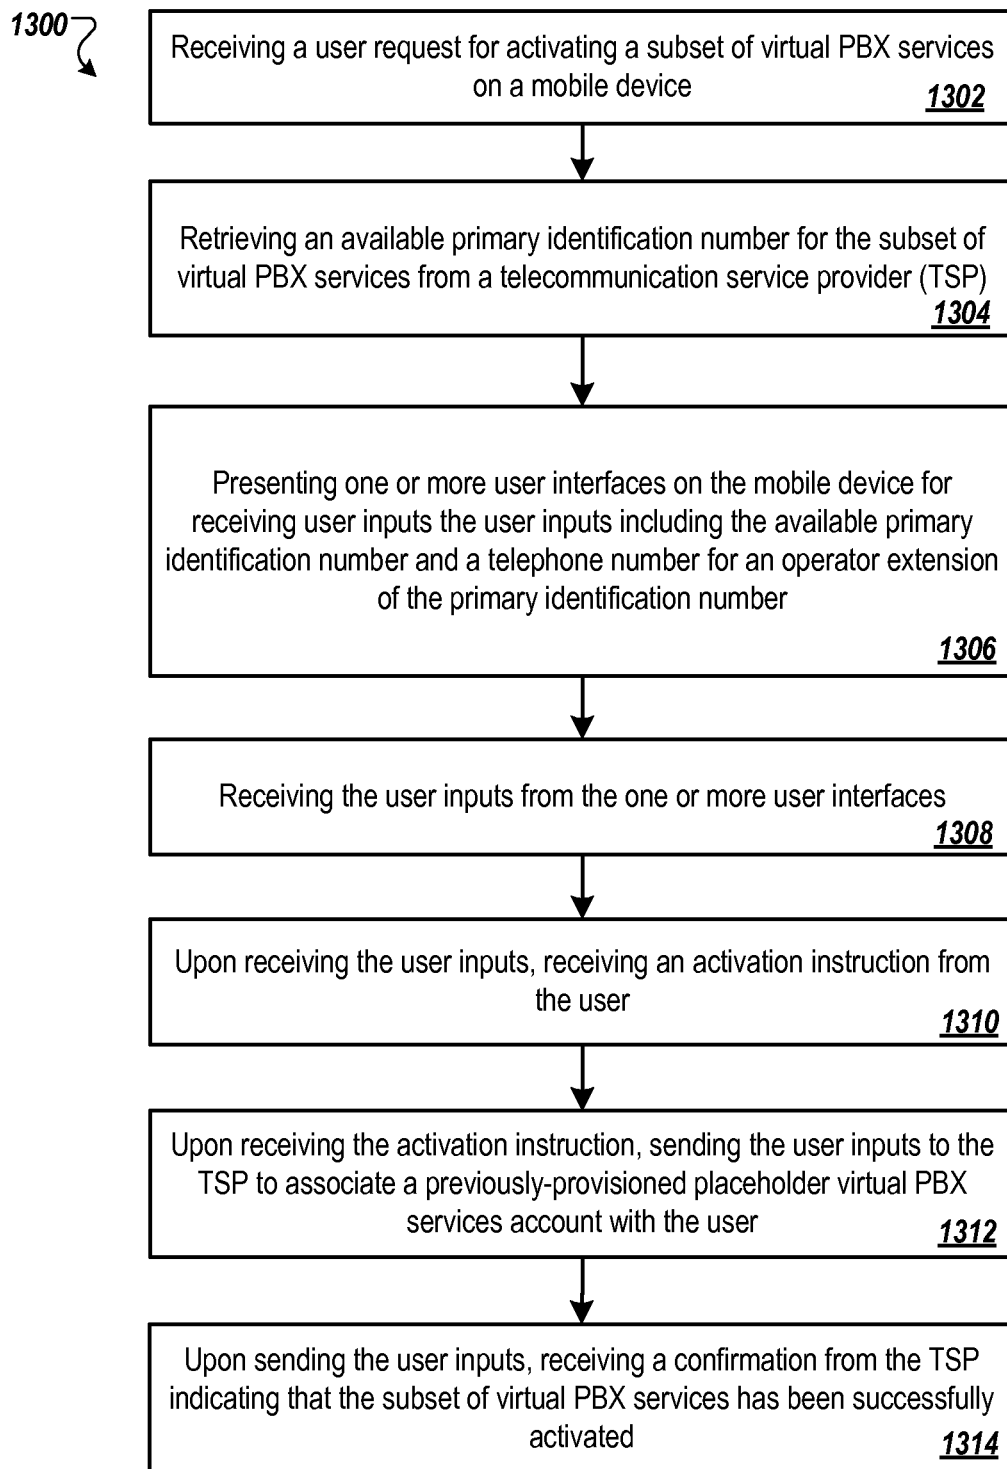 1300
Receiving a user request for activating a subset of virtual PBX services
on a mobile device
1302
Retrieving an available primary identification number for the subset of
virtual PBX services from a telecommunication service provider (TSP)
1304
Presenting one or more user interfaces on the mobile device for
receiving user inputs the user inputs including the available primary
identification number and a telephone number for an operator extension
of the primary identification number
1306
Receiving the user inputs from the one or more user interfaces
1308
Upon receiving the user inputs, receiving an activation instruction from
the user
1310
Upon receiving the activation instruction, sending the user inputs to the
TSP to associate a previously-provisioned placeholder virtual PBX
services account with the user
1312
Upon sending the user inputs, receiving a confirmation from the TSP
indicating that the subset of virtual PBX services has been successfully
activated
1314